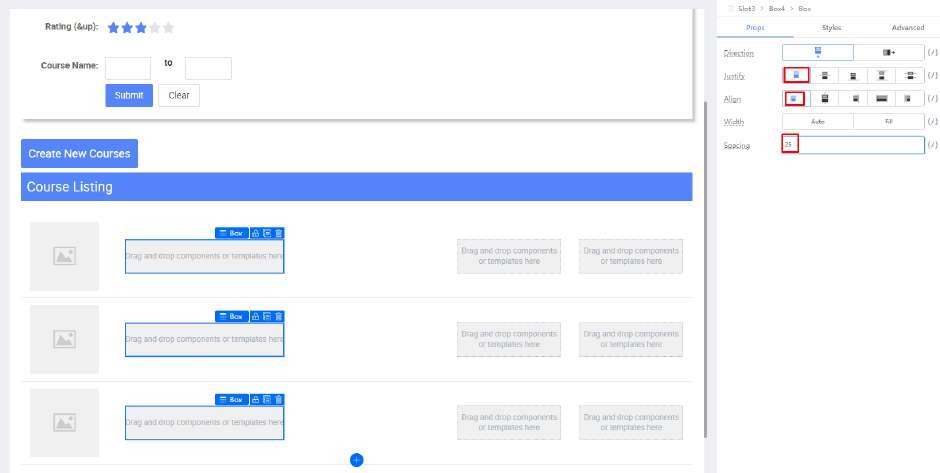 Slot3 > Box4 > Box
Props Styles Advanced
Rating (&up):
Direction {/}
Course Name: to
Justify {/}
Submit Clear
Align {/}
Width Auto Fill {/}
Spacing 25 {/}
Create New Courses
Course Listing
Box
Drag and drop components or templates here
Drag and drop components
or templates here
Drag and drop components
or templates here
Box
Drag and drop components or templates here
Drag and drop components
or templates here
Drag and drop components
or templates here
Box
Drag and drop components or templates here
Drag and drop components
or templates here
Drag and drop components
or templates here